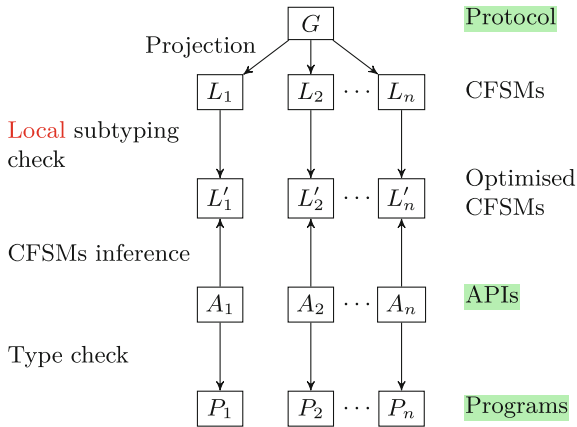 G Protocol
Projection
L₁ L₂ ⋯ Lₙ CFSMs
Local subtyping
check
Optimised
L′₁ L′₂ ⋯ L′ₙ CFSMs
CFSMs inference
A₁ A₂ ⋯ Aₙ APIs
Type check
P₁ P₂ ⋯ Pₙ Programs